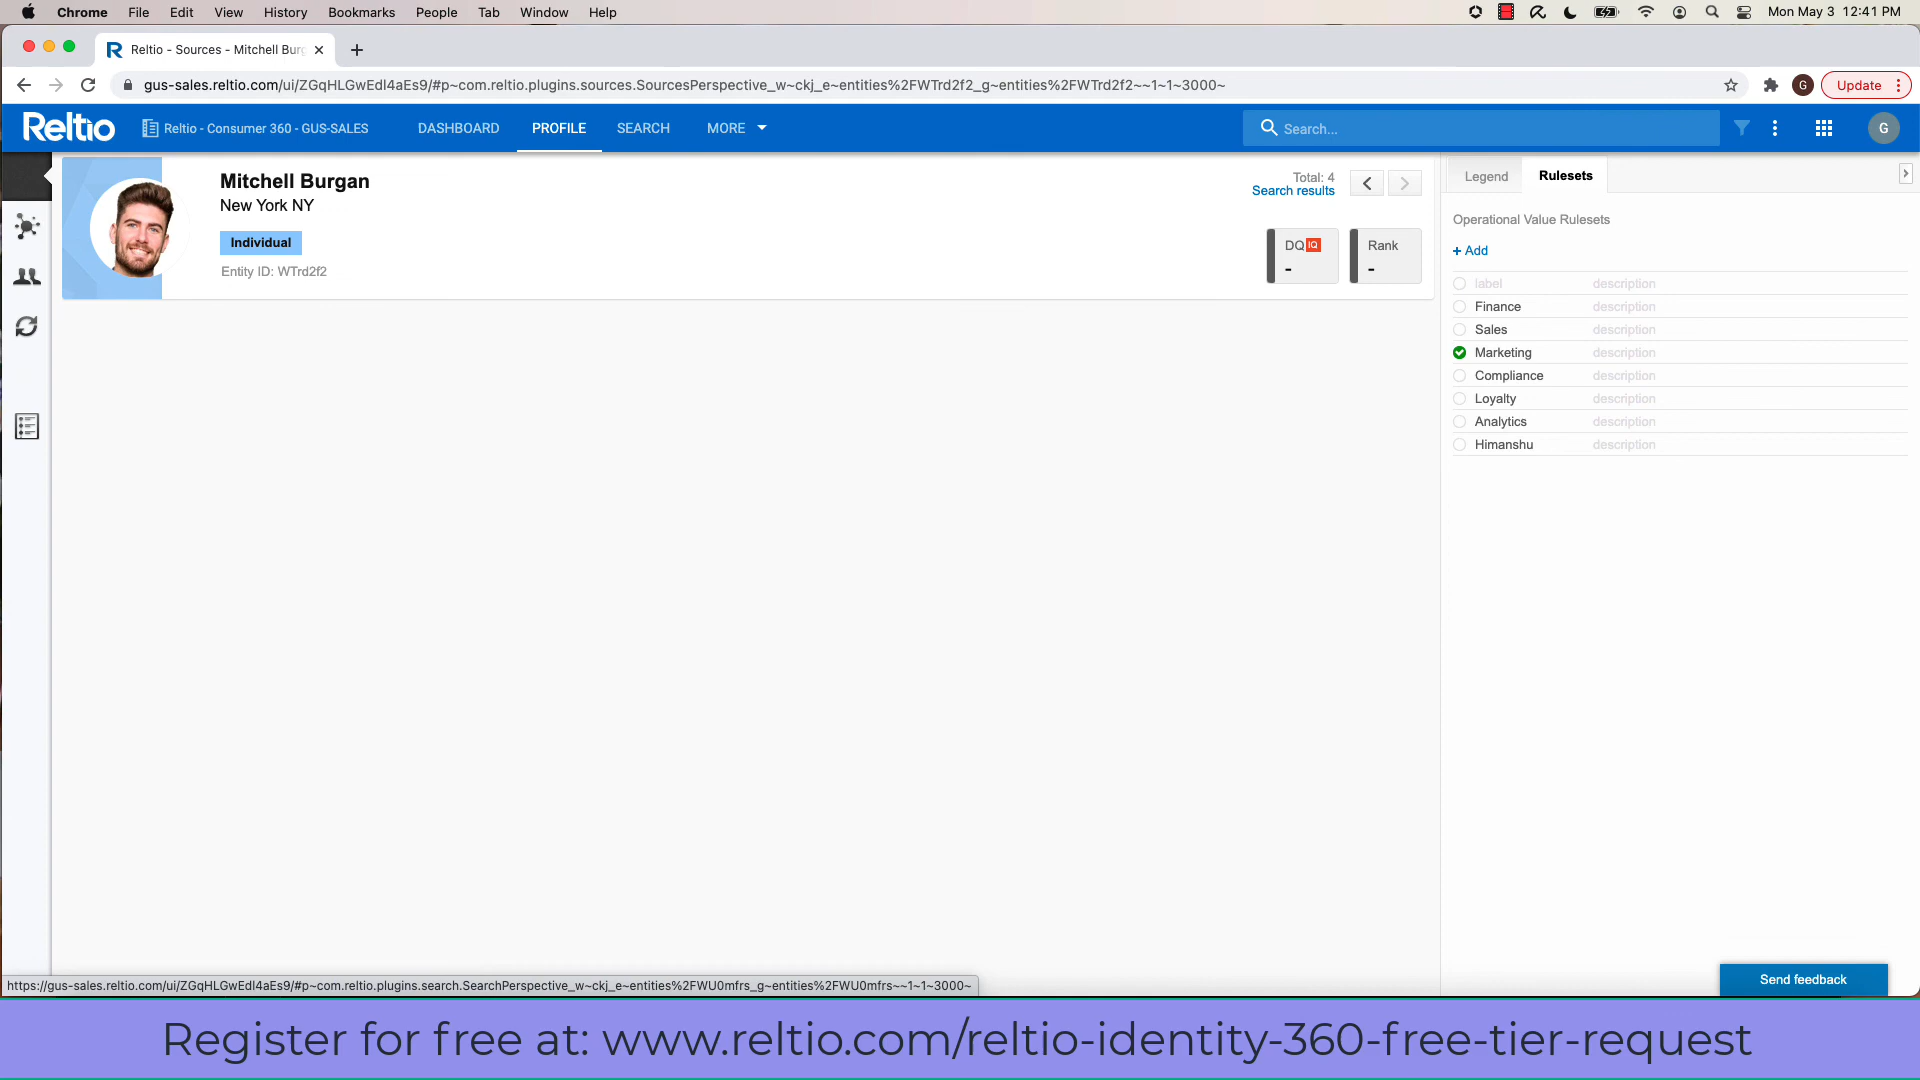 Chrome File Edit View History Bookmarks People Tab Window Help Mon May 3 12:41 PM
Reltio - Sources - Mitchell Burg
gus-sales.reltio.com/ui/ZGqHLGwEdl4aEs9/#p~com.reltio.plugins.sources.SourcesPerspective_w~ckj_e~entities%2FWTrd2f2_g~entities%2FWTrd2f2~~1~1~3000~ G Update
Reltio Reltio - Consumer 360 - GUS-SALES DASHBOARD PROFILE SEARCH MORE Search... G
Mitchell Burgan
New York NY
Individual
Entity ID: WTrd2f2
Total: 4
Search results
DQ IQ
-
Rank
-
Legend Rulesets
Operational Value Rulesets
+ Add
label description
Finance description
Sales description
Marketing description
Compliance description
Loyalty description
Analytics description
Himanshu description
Send feedback
https://gus-sales.reltio.com/ui/ZGqHLGwEdl4aEs9/#p~com.reltio.plugins.search.SearchPerspective_w~ckj_e~entities%2FWU0mfrs_g~entities%2FWU0mfrs~~1~1~3000~
Register for free at: www.reltio.com/reltio-identity-360-free-tier-request